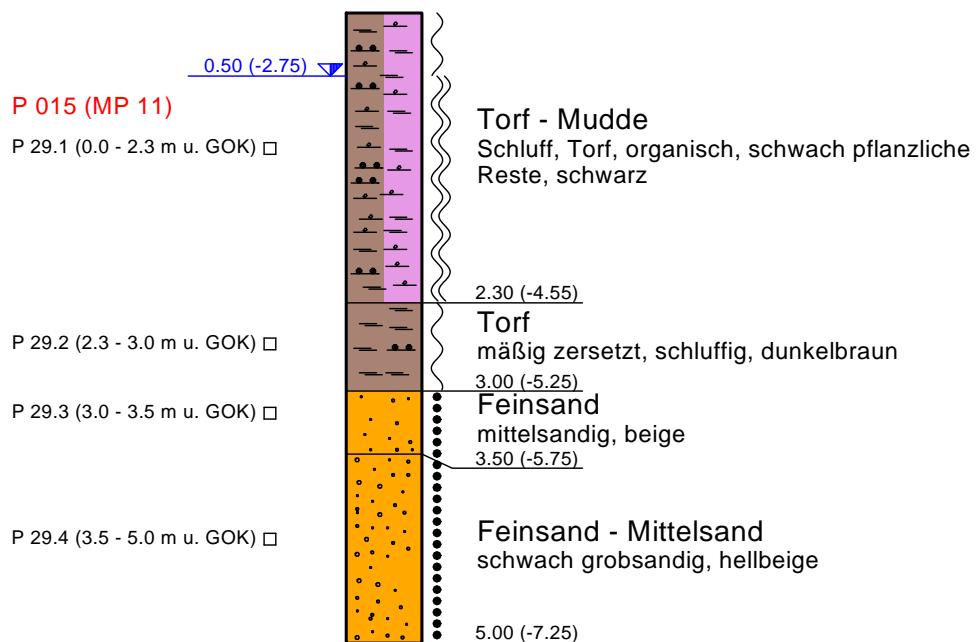 0.50 (-2.75)
P 015 (MP 11)
P 29.1 (0.0 - 2.3 m u. GOK)
Torf - Mudde
Schluff, Torf, organisch, schwach pflanzliche
Reste, schwarz
2.30 (-4.55)
P 29.2 (2.3 - 3.0 m u. GOK)
Torf
mäßig zersetzt, schluffig, dunkelbraun
3.00 (-5.25)
P 29.3 (3.0 - 3.5 m u. GOK)
Feinsand
mittelsandig, beige
3.50 (-5.75)
P 29.4 (3.5 - 5.0 m u. GOK)
Feinsand - Mittelsand
schwach grobsandig, hellbeige
5.00 (-7.25)